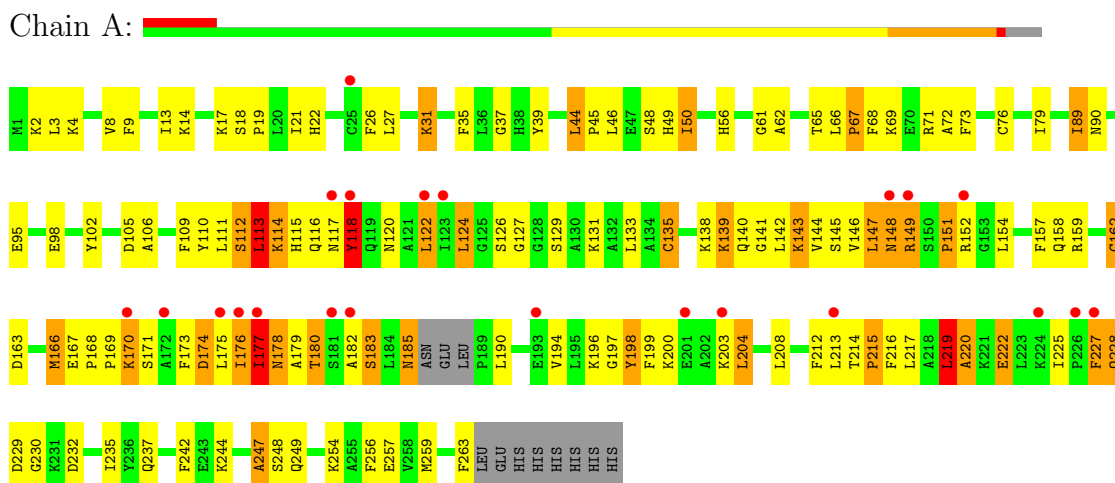 Chain A:
M1 K2 L3 K4 V8 F9 I13 K14 K17 S18 P19 L20 I21 H22 C25 F26 L27 K31 F35 L36 G37 H38 Y39 L44 P45 L46 E47 S48 H49 I50 H56 G61 A62 T65 L66 P67 F68 K69 E70 R71 A72 F73 C76 I79 I89 N90
E95 E98 Y102 D105 A106 F109 Y110 L111 S112 L113 K114 H115 Q116 N117 Y118 Q119 N120 A121 L122 I123 L124 G125 S126 G127 G128 S129 A130 K131 A132 L133 A134 C135 K138 K139 Q140 G141 L142 K143 V144 S145 V146 L147 N148 R149 S150 P151 R152 G153 L154 F157 Q158 R159 G162
D163 M166 E167 P168 P169 K170 S171 A172 F173 D174 L175 I176 I177 N178 A179 T180 S181 A182 S183 L184 N185 ASN GLU LEU P189 L190 E193 V194 L195 K196 G197 Y198 F199 K200 E201 A202 K203 L204 L208 F212 L213 T214 P215 F216 L217 A218 L219 A220 K221 E222 L223 K224 I225 P226 F227
D229 G230 K231 D232 I235 Y236 Q237 F242 E243 K244 A247 S248 Q249 K254 A255 F256 E257 V258 M259 F263 LEU GLU HIS HIS HIS HIS HIS HIS